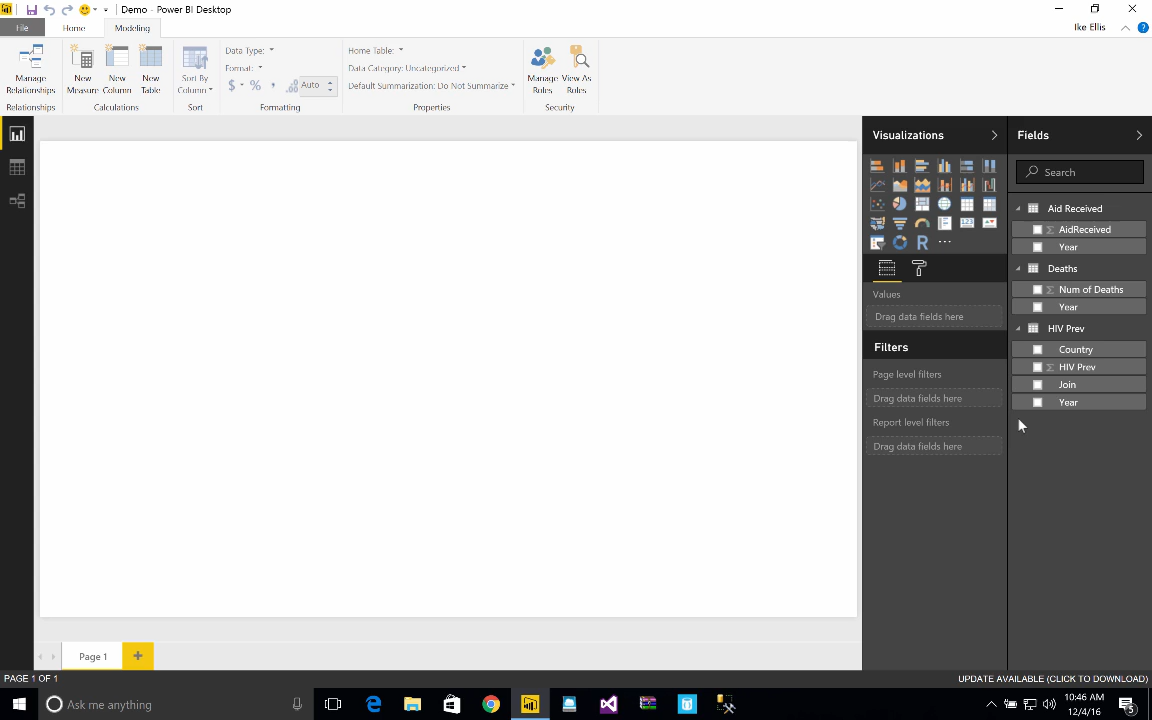 Demo - Power BI Desktop
Ike Ellis
File
Home
Modeling
Manage Relationships
New Measure
New Column
New Table
Sort By Column
Data Type:
Format:
$ % , .00 Auto
Home Table:
Data Category: Uncategorized
Default Summarization: Do Not Summarize
Manage Roles
View As Roles
Relationships
Calculations
Sort
Formatting
Properties
Security
Visualizations
R
Values
Drag data fields here
Filters
Page level filters
Drag data fields here
Report level filters
Drag data fields here
Fields
Search
Aid Received
Σ AidReceived
Year
Deaths
Σ Num of Deaths
Year
HIV Prev
Country
Σ HIV Prev
Join
Year
Page 1
PAGE 1 OF 1
UPDATE AVAILABLE (CLICK TO DOWNLOAD)
Ask me anything
10:46 AM
12/4/16
5